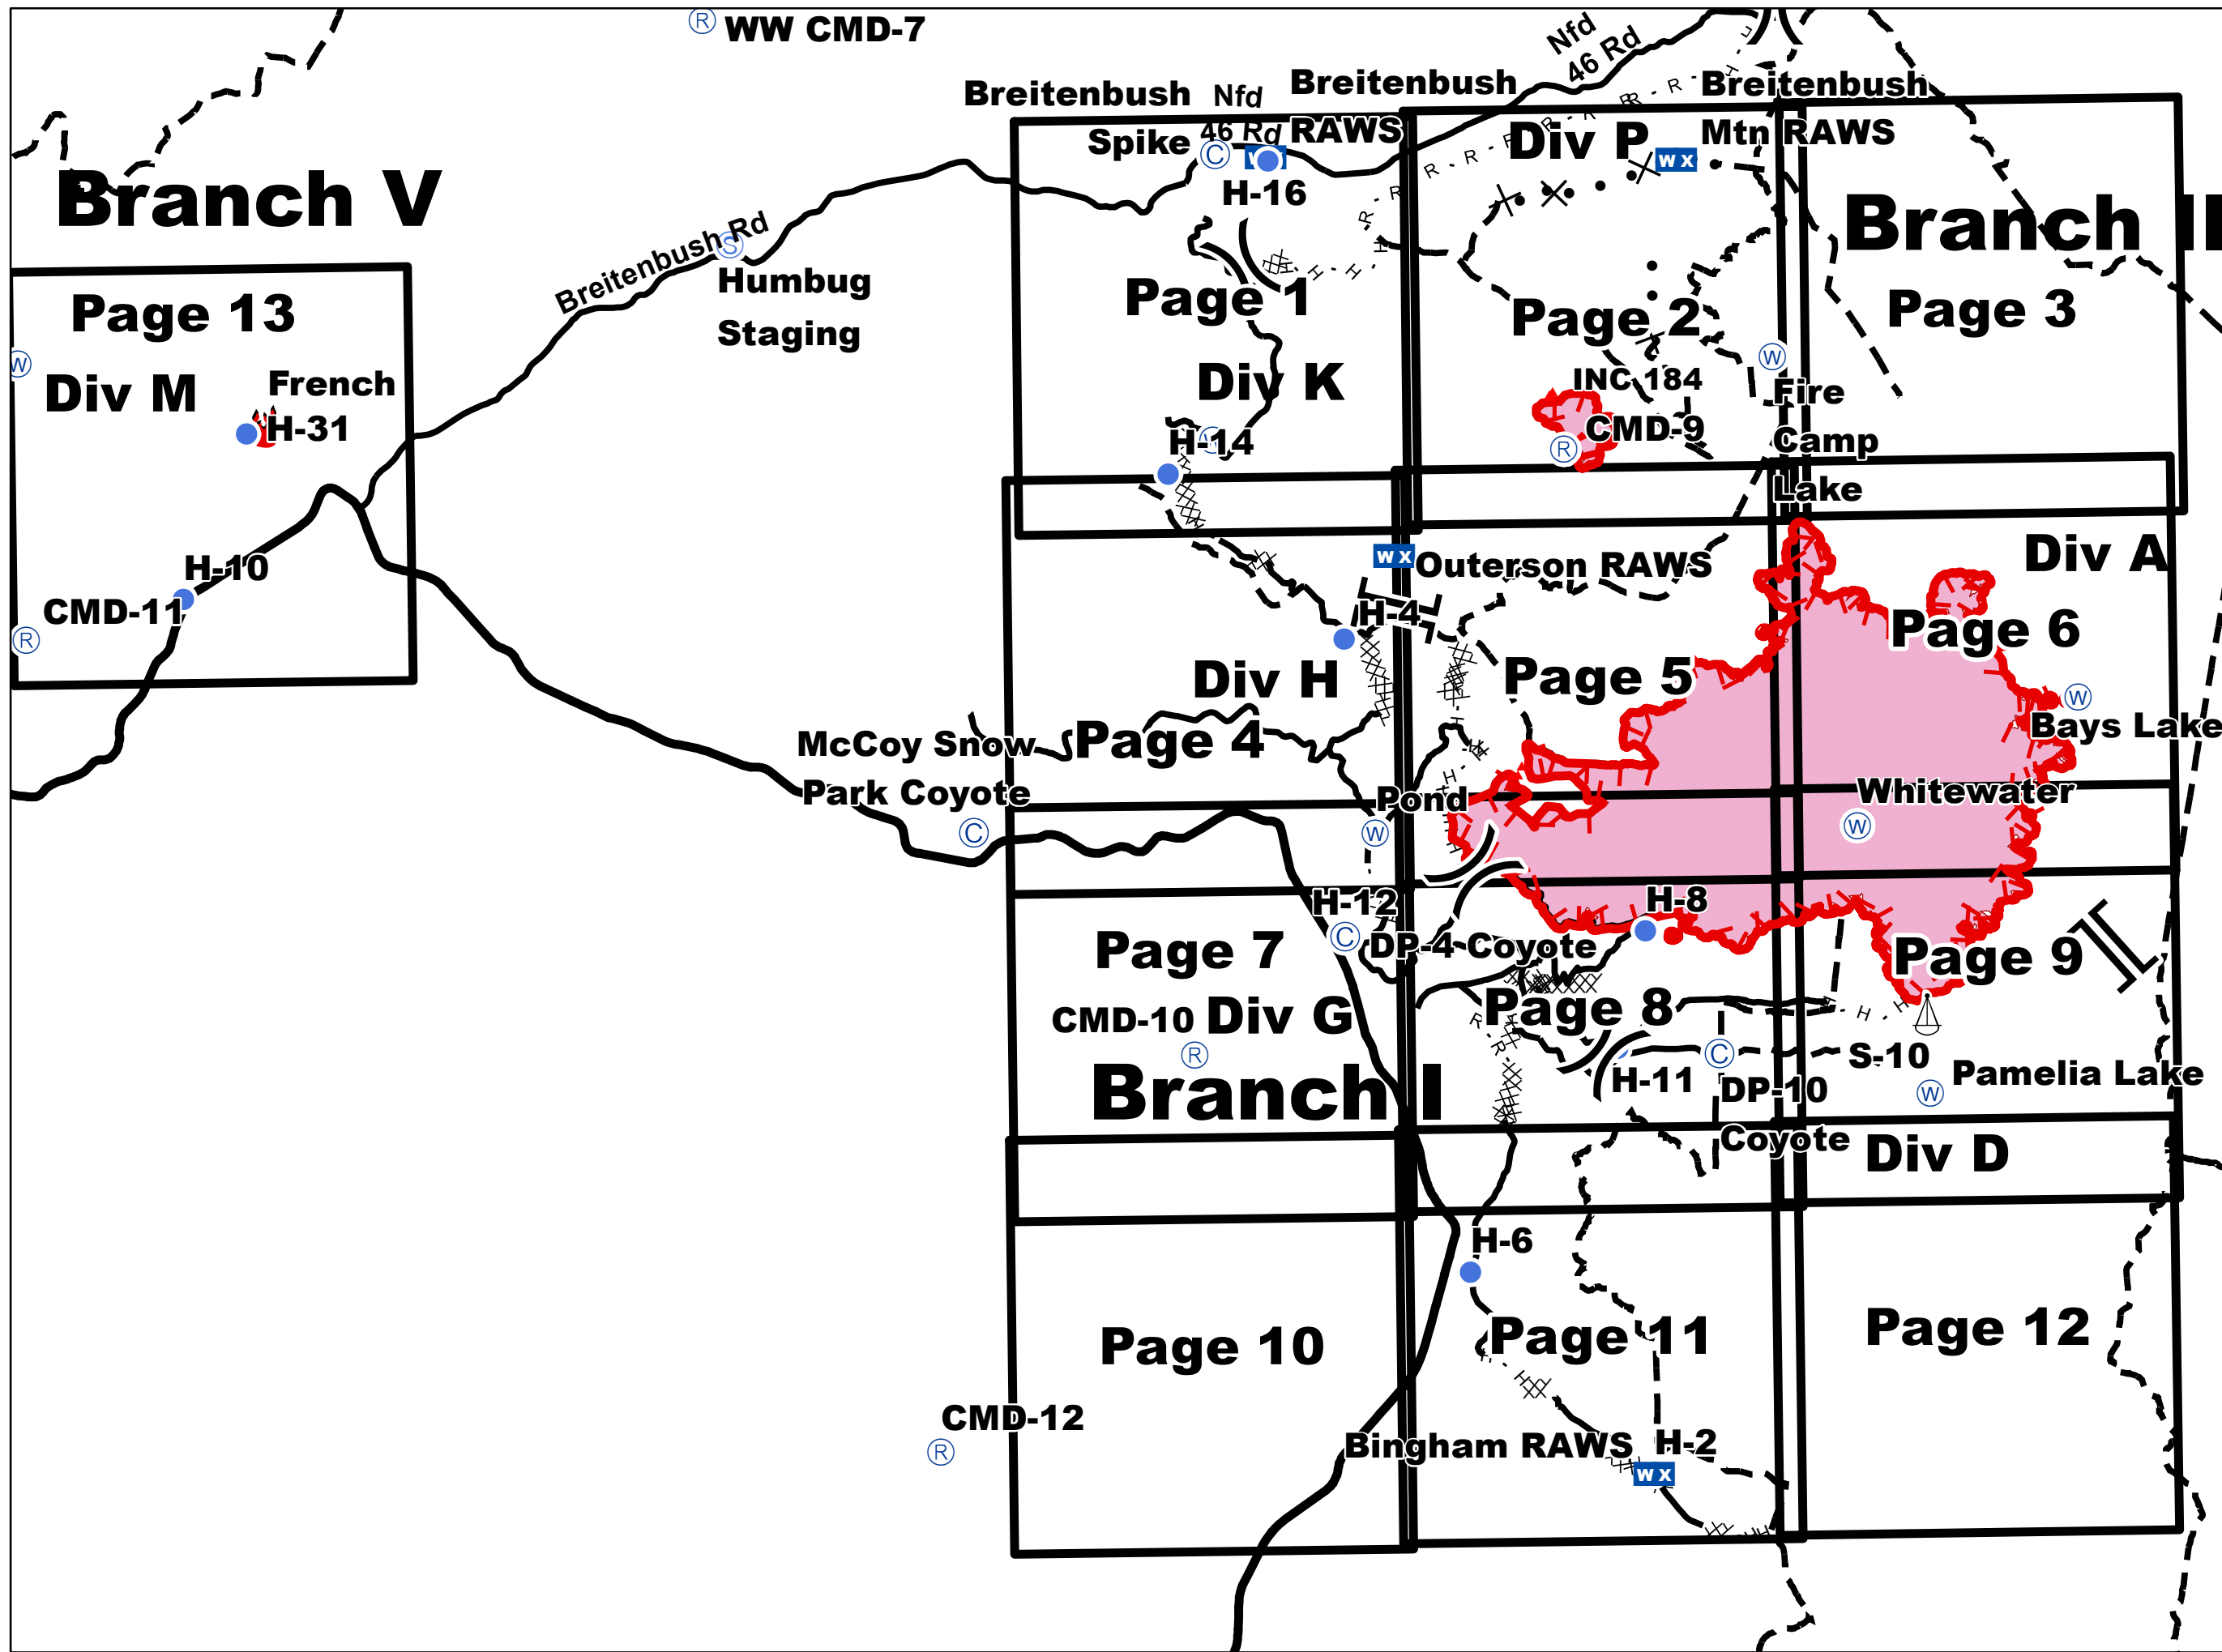 WW CMD-7
Nfd
46 Rd
Breitenbush
Spike
Nfd
46 Rd
Breitenbush
RAWS
Breitenbush
Mtn RAWS
Div P
H-16
Branch V
Branch II
Breitenbush Rd
Humbug
Staging
Page 13
Div M
French
H-31
H-10
CMD-11
Page 1
Div K
H-14
Page 2
INC 184
CMD-9
Page 3
Fire
Camp
Lake
Outerson RAWS
Div A
H-4
Div H
Page 4
Page 5
Page 6
Bays Lake
McCoy Snow
Park Coyote
Pond
Whitewater
H-12
DP-4 Coyote
H-8
Page 7
CMD-10
Div G
Branch I
Page 8
Page 9
H-11
DP-10
Coyote
S-10
Pamelia Lake
Div D
H-6
Page 10
Page 11
Page 12
CMD-12
Bingham RAWS
H-2
WX
WX
WX
R
C
S
W
R
W
R
W
C
W
W
C
R
C
W
R